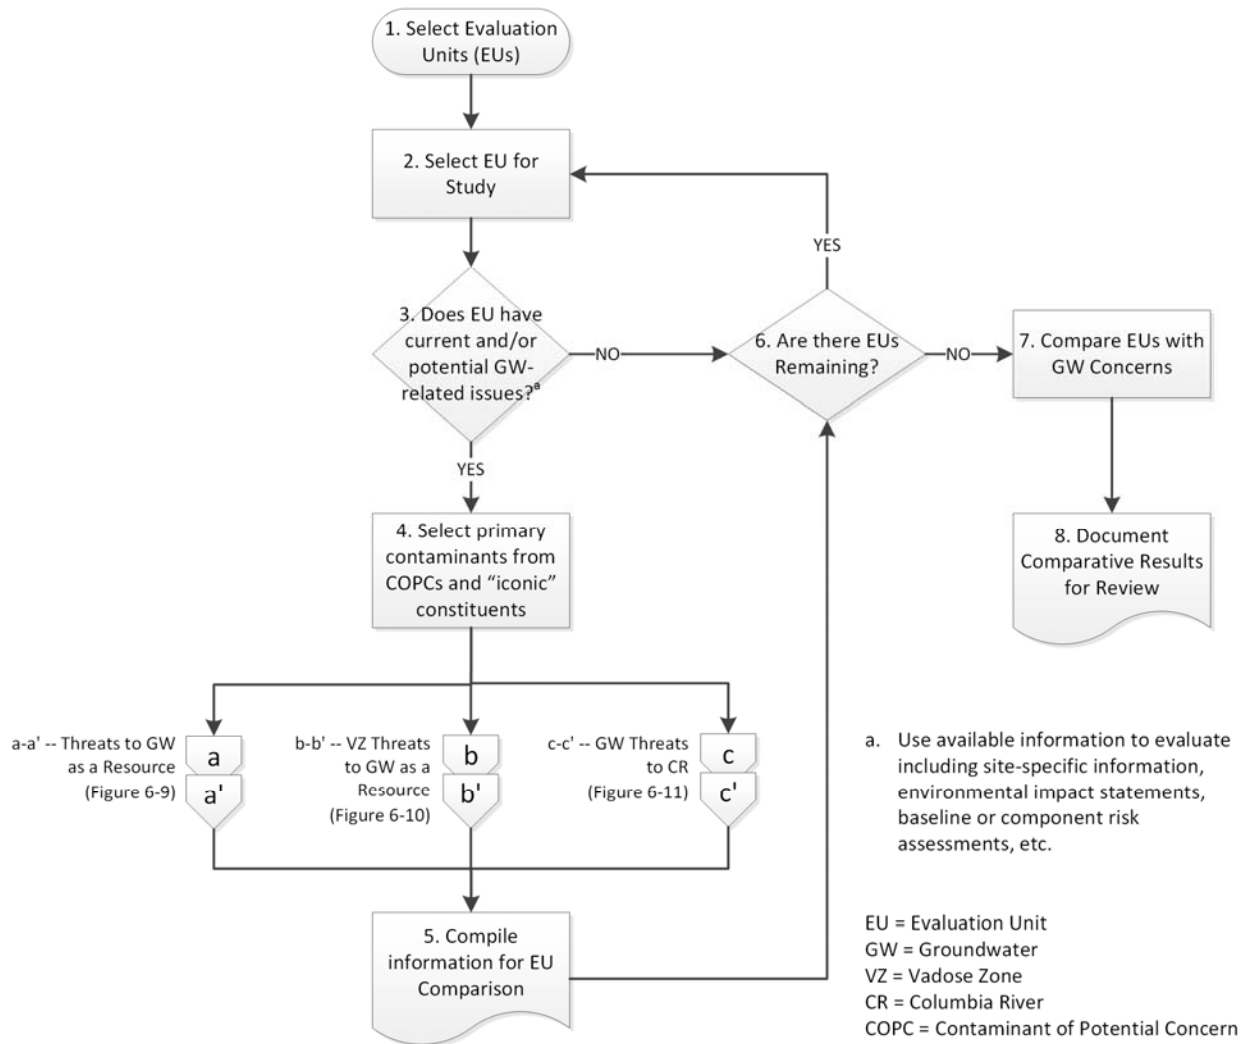 1. Select Evaluation
Units (EUs)
2. Select EU for
Study
3. Does EU have
current and/or
potential GW-
related issues?ᵃ
NO
YES
6. Are there EUs
Remaining?
YES
NO
7. Compare EUs with
GW Concerns
8. Document
Comparative Results
for Review
4. Select primary
contaminants from
COPCs and “iconic”
constituents
a-a' -- Threats to GW
as a Resource
(Figure 6-9)
a
a'
b-b' -- VZ Threats
to GW as a
Resource
(Figure 6-10)
b
b'
c-c' -- GW Threats
to CR
(Figure 6-11)
c
c'
5. Compile
information for EU
Comparison
a. Use available information to evaluate
including site-specific information,
environmental impact statements,
baseline or component risk
assessments, etc.
EU = Evaluation Unit
GW = Groundwater
VZ = Vadose Zone
CR = Columbia River
COPC = Contaminant of Potential Concern